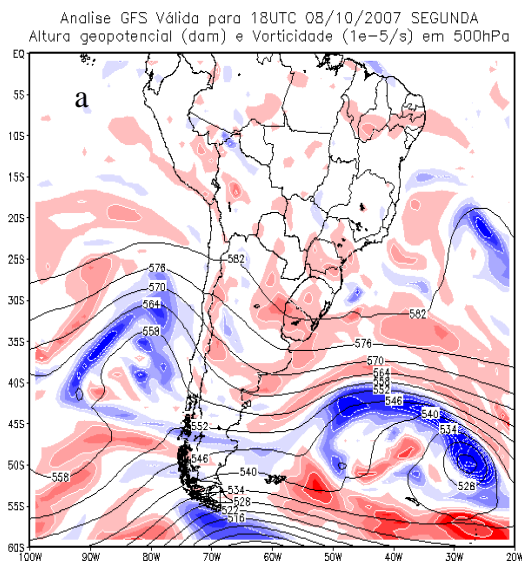 Analise GFS Válida para 18UTC 08/10/2007 SEGUNDA
Altura geopotencial (dam) e Vorticidade (1e-5/s) em 500hPa
EQ
a
5S
10S
15S
20S
25S
30S
35S
40S
45S
50S
55S
60S
582
576
570
564
558
582
576
570
564
558
552
546
540
534
528
552
546
540
534
528
522
516
558
100W 90W 80W 70W 60W 50W 40W 30W 20W